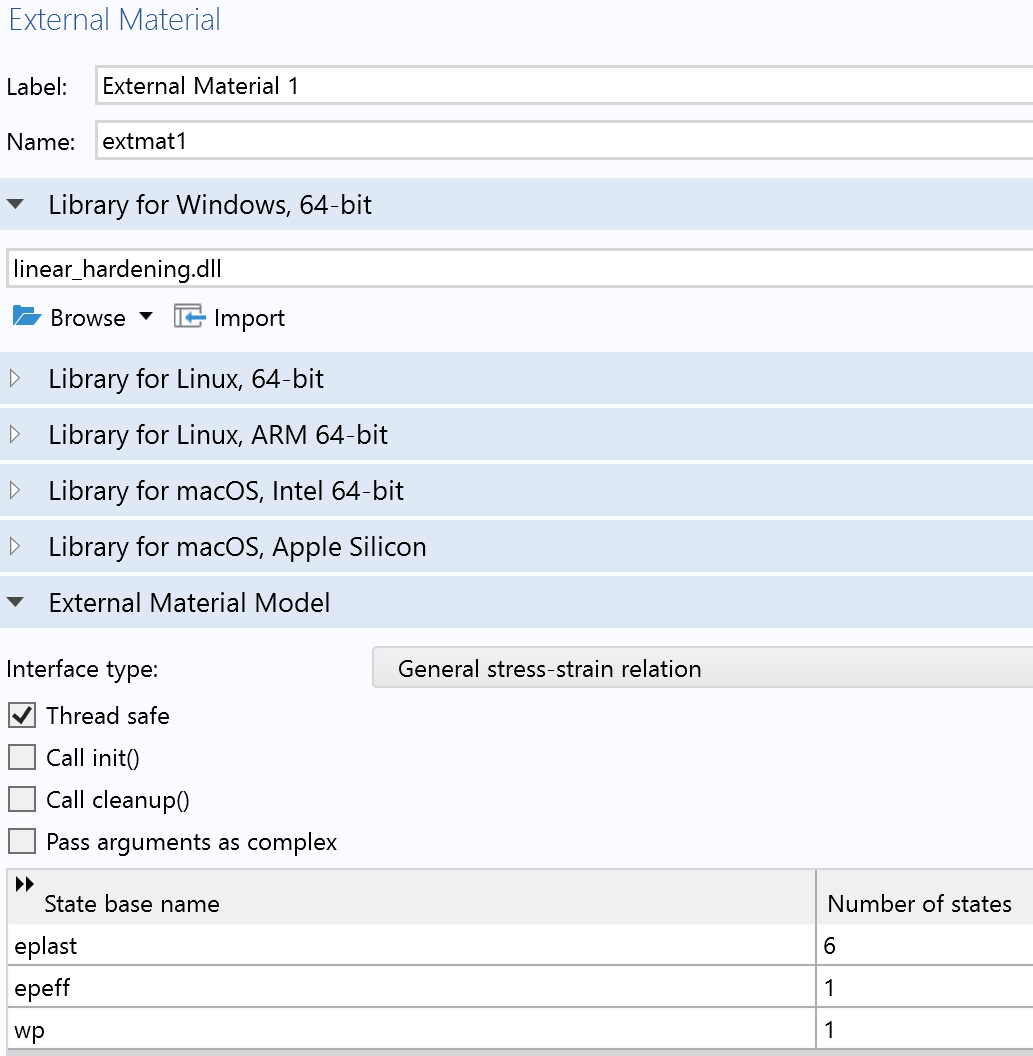 External Material
Label: External Material 1
Name: extmat1
Library for Windows, 64-bit
linear_hardening.dll
Browse Import
Library for Linux, 64-bit
Library for Linux, ARM 64-bit
Library for macOS, Intel 64-bit
Library for macOS, Apple Silicon
External Material Model
Interface type: General stress-strain relation
Thread safe
Call init()
Call cleanup()
Pass arguments as complex
State base name Number of states
eplast 6
epeff 1
wp 1